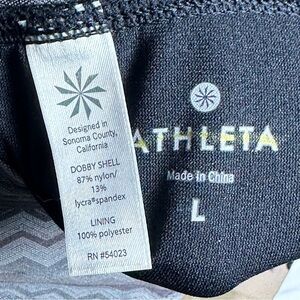 Designed in
Sonoma County,
California
DOBBY SHELL
87% nylon/
13%
lycra®spandex
LINING
100% polyester
RN #54023
ATHLETA
Made in China
L